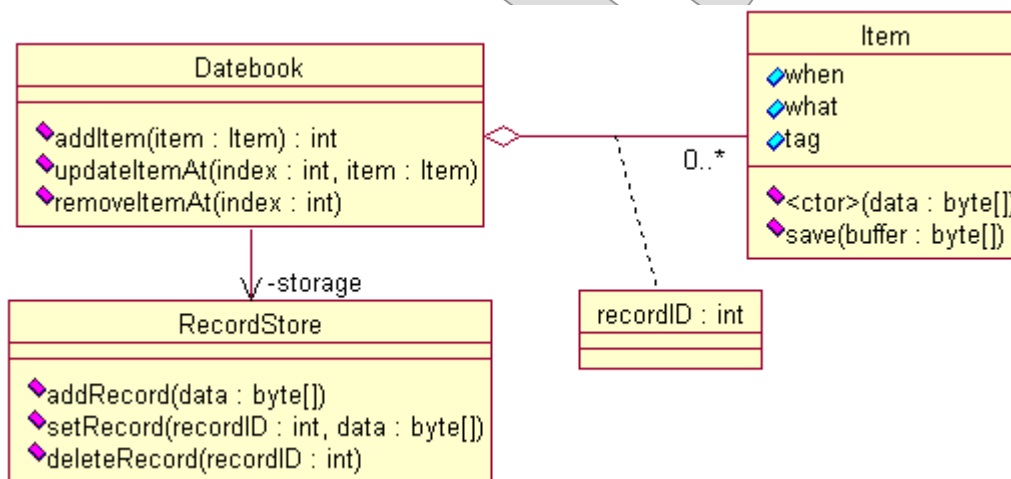 Datebook
addItem(item : Item) : int
updateItemAt(index : int, item : Item)
removeItemAt(index : int)
Item
when
what
tag
<ctor>(data : byte[])
save(buffer : byte[])
0..*
-storage
recordID : int
RecordStore
addRecord(data : byte[])
setRecord(recordID : int, data : byte[])
deleteRecord(recordID : int)